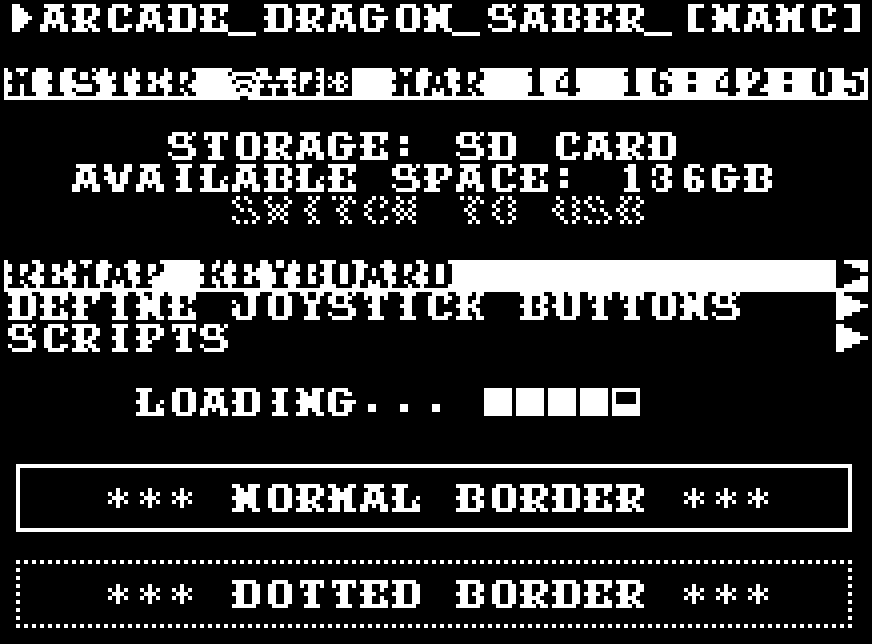 ARCADE_DRAGON_SABER_[NAMC]
MISTER MAR 14 16:42:05
STORAGE: SD CARD
AVAILABLE SPACE: 136GB
SWITCH TO USB
REMAP KEYBOARD
DEFINE JOYSTICK BUTTONS
SCRIPTS
LOADING...
*** NORMAL BORDER ***
*** DOTTED BORDER ***